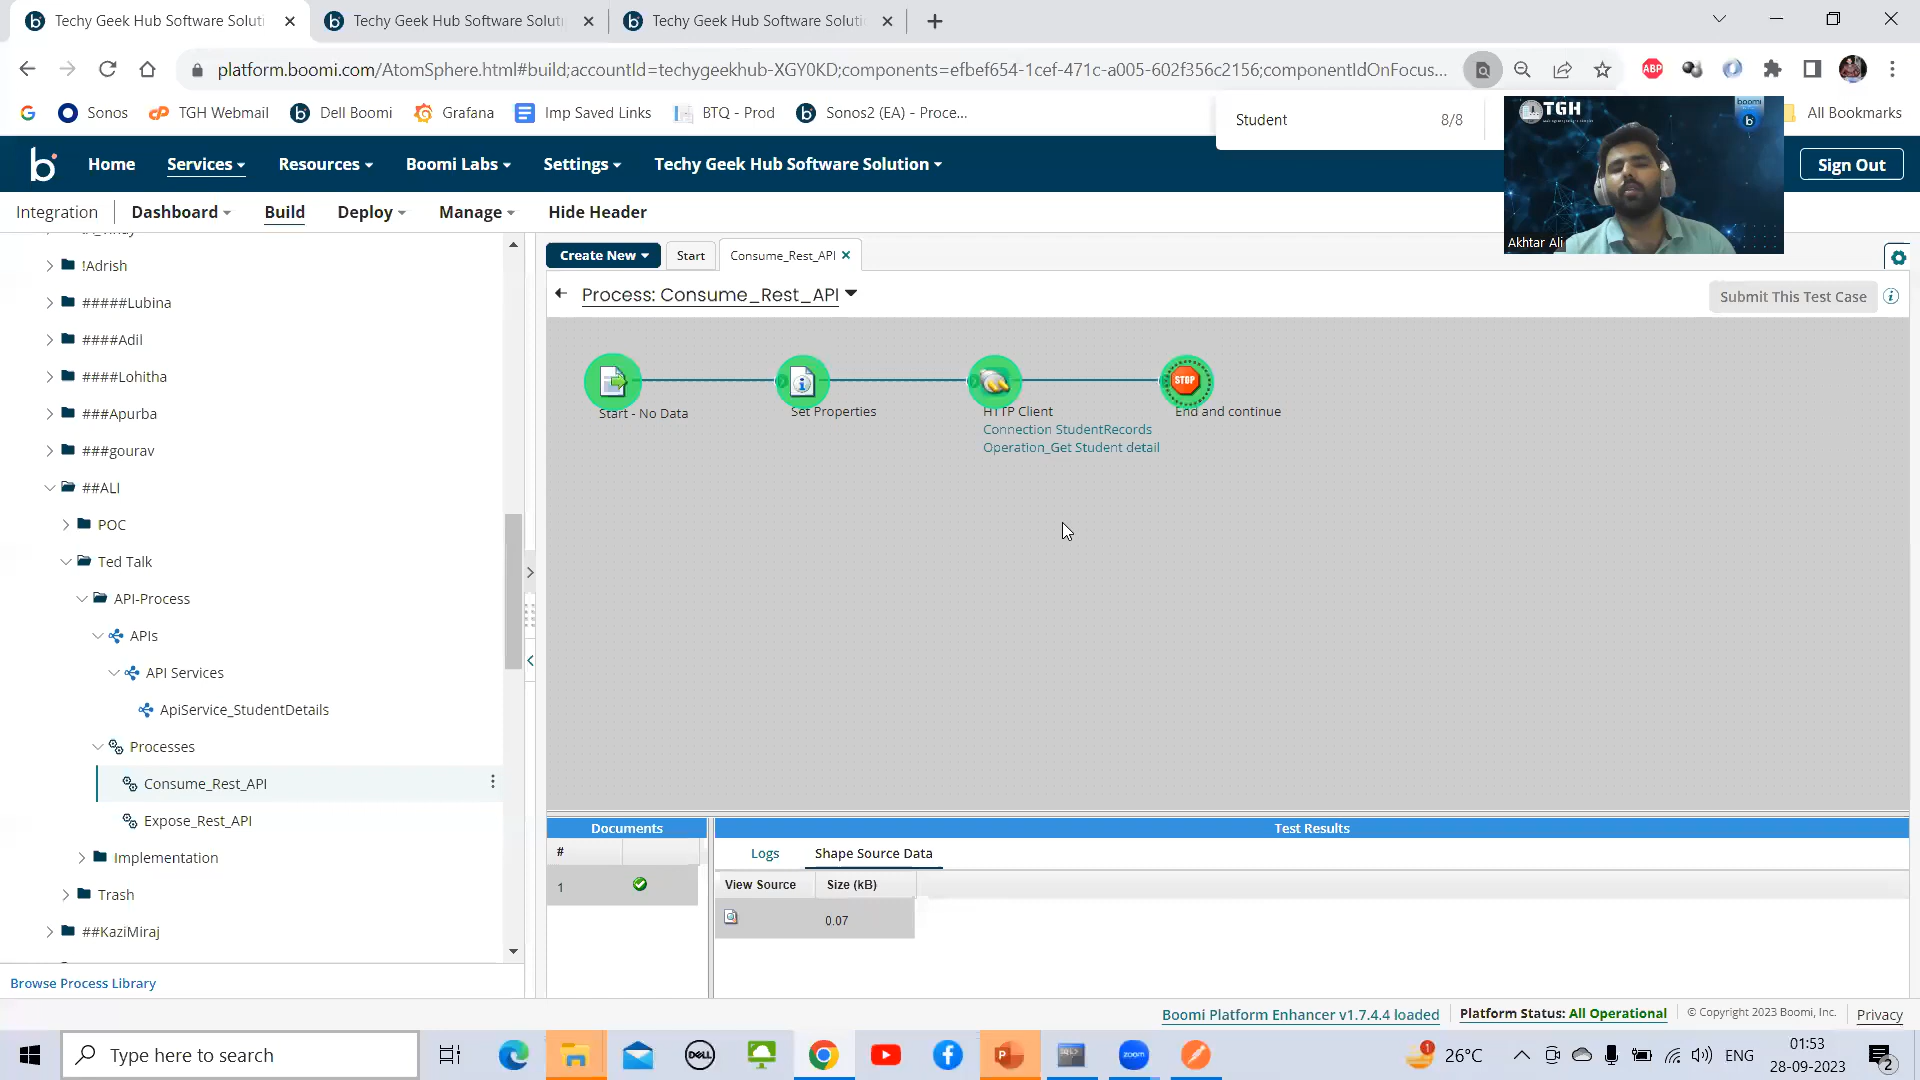 Techy Geek Hub Software Soluti
Techy Geek Hub Software Soluti
Techy Geek Hub Software Soluti
platform.boomi.com/AtomSphere.html#build;accountId=techygeekhub-XGY0KD;components=efbef654-1cef-471c-a005-602f356c2156;componentIdOnFocus...
ABP
Sonos
TGH Webmail
Dell Boomi
Grafana
Imp Saved Links
BTQ - Prod
Sonos2 (EA) - Proce...
All Bookmarks
Student 8/8
TGH
boomi
Akhtar Ali
Home
Services
Resources
Boomi Labs
Settings
Techy Geek Hub Software Solution
Sign Out
Integration
Dashboard
Build
Deploy
Manage
Hide Header
!Adrish
#####Lubina
####Adil
####Lohitha
###Apurba
###gourav
##ALI
POC
Ted Talk
API-Process
APIs
API Services
ApiService_StudentDetails
Processes
Consume_Rest_API
Expose_Rest_API
Implementation
Trash
##KaziMiraj
Browse Process Library
Create New
Start
Consume_Rest_API
Process: Consume_Rest_API
Submit This Test Case
Start - No Data
Set Properties
HTTP Client
Connection StudentRecords
Operation_Get Student detail
STOP
End and continue
Documents
#
1
Test Results
Logs
Shape Source Data
View Source
Size (kB)
0.07
Boomi Platform Enhancer v1.7.4.4 loaded
Platform Status: All Operational
© Copyright 2023 Boomi, Inc.
Privacy
Type here to search
DELL
zoom
1
26°C
ENG
01:53
28-09-2023
2